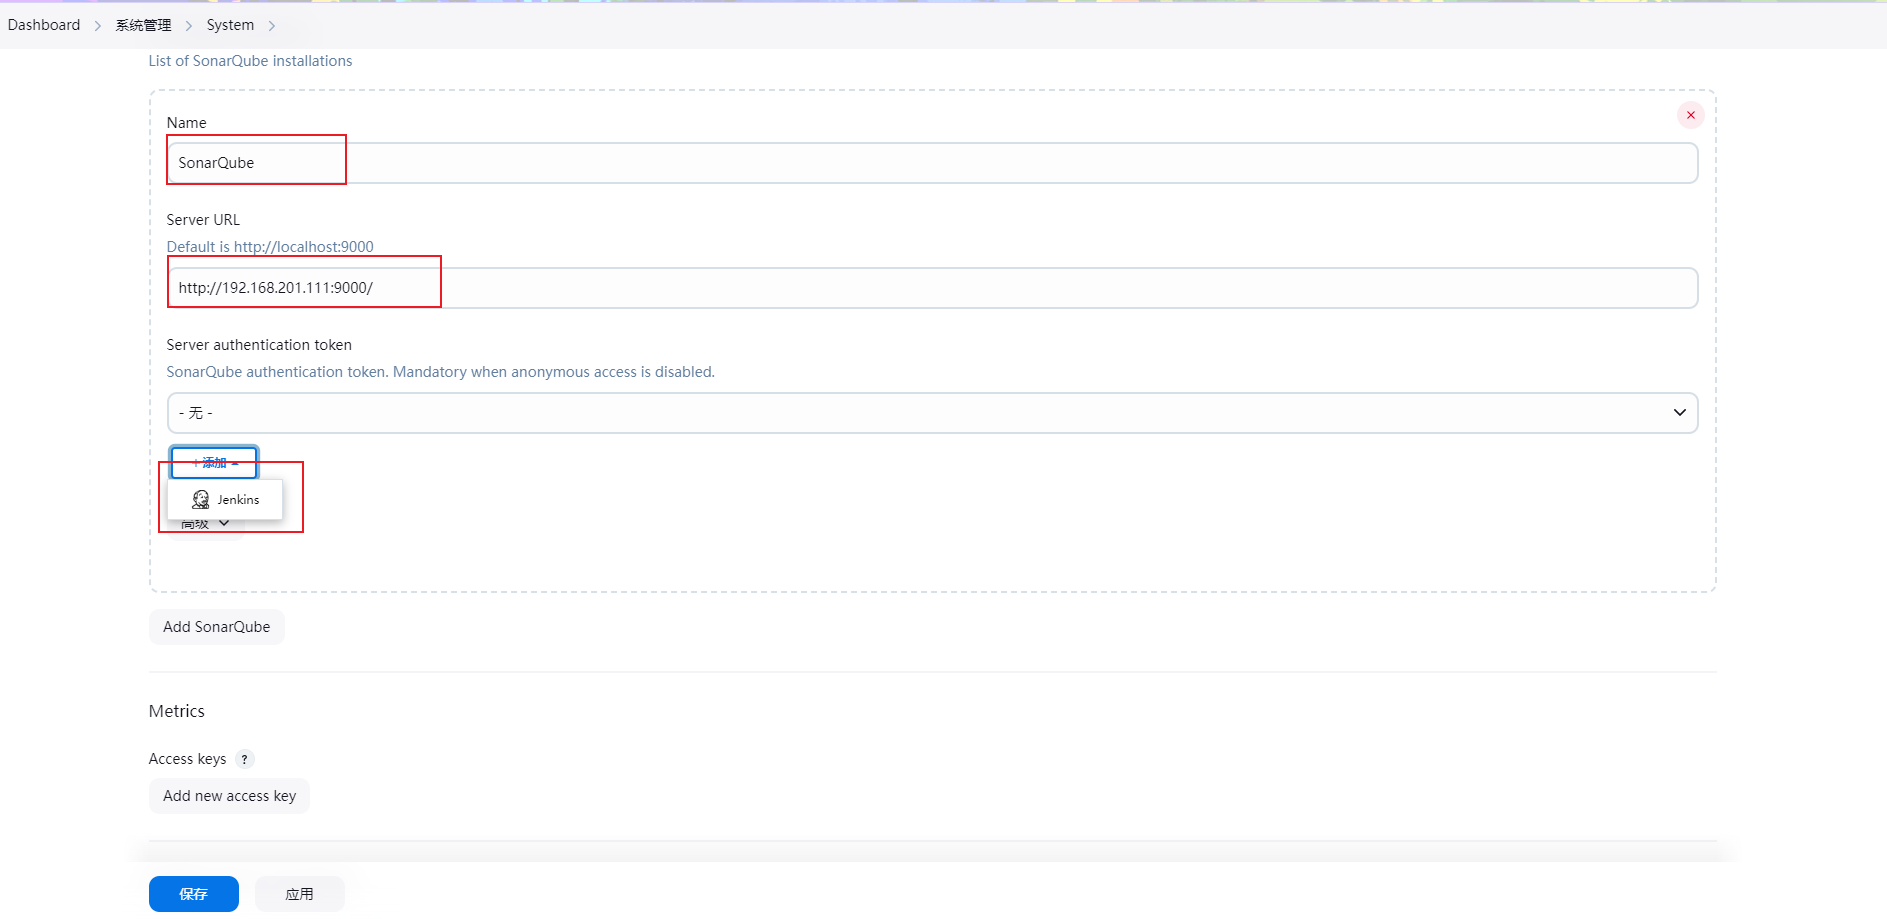 Dashboard > 系统管理 > System >
List of SonarQube installations
Name
SonarQube
Server URL
Default is http://localhost:9000
http://192.168.201.111:9000/
Server authentication token
SonarQube authentication token. Mandatory when anonymous access is disabled.
- 无 -
+添加
Jenkins
高级
Add SonarQube
Metrics
Access keys ?
Add new access key
保存 应用